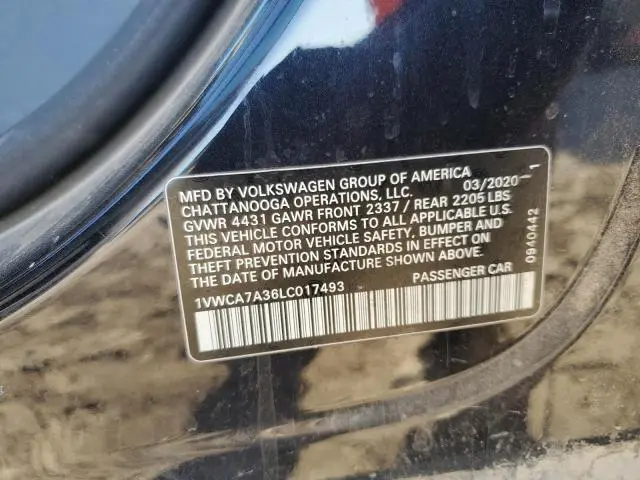 MFD BY VOLKSWAGEN GROUP OF AMERICA
CHATTANOOGA OPERATIONS, LLC. 03/2020
GVWR 4431 GAWR FRONT 2337 / REAR 2205 LBS
THIS VEHICLE CONFORMS TO ALL APPLICABLE U.S.
FEDERAL MOTOR VEHICLE SAFETY, BUMPER AND
THEFT PREVENTION STANDARDS IN EFFECT ON
THE DATE OF MANUFACTURE SHOWN ABOVE.
1VWCA7A36LC017493 PASSENGER CAR
0940442 1